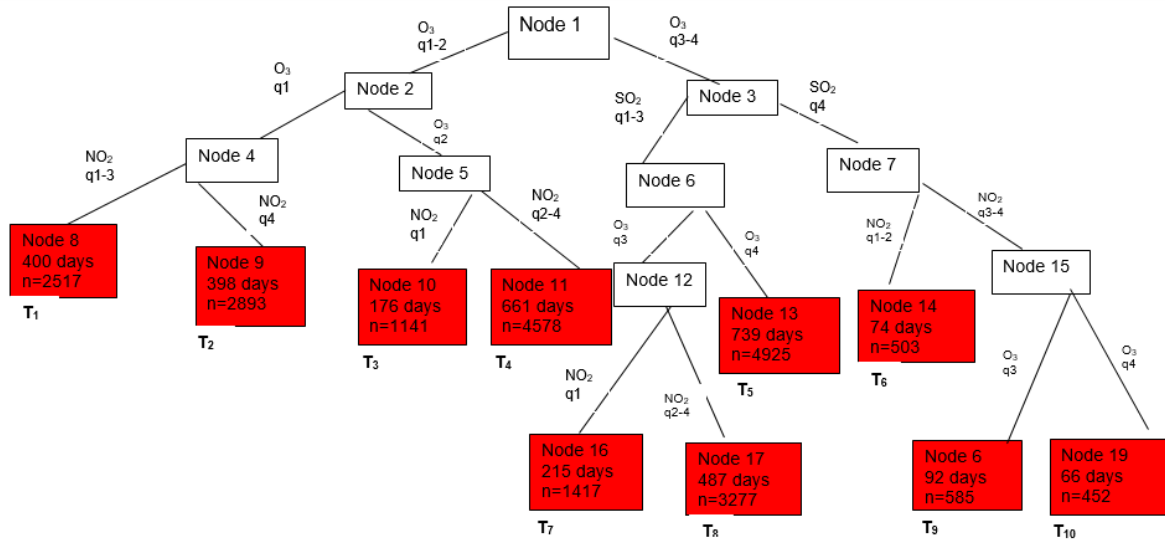 Node 1
O₃
q1-2
O₃
q3-4
Node 2
Node 3
O₃
q1
O₃
q2
SO₂
q1-3
SO₂
q4
Node 4
Node 5
Node 6
Node 7
NO₂
q1-3
NO₂
q4
NO₂
q1
NO₂
q2-4
O₃
q3
O₃
q4
NO₂
q1-2
NO₂
q3-4
Node 8
400 days
n=2517
T₁
Node 9
398 days
n=2893
T₂
Node 10
176 days
n=1141
T₃
Node 11
661 days
n=4578
T₄
Node 12
Node 13
739 days
n=4925
T₅
Node 14
74 days
n=503
T₆
Node 15
NO₂
q1
NO₂
q2-4
O₃
q3
O₃
q4
Node 16
215 days
n=1417
T₇
Node 17
487 days
n=3277
T₈
Node 6
92 days
n=585
T₉
Node 19
66 days
n=452
T₁₀